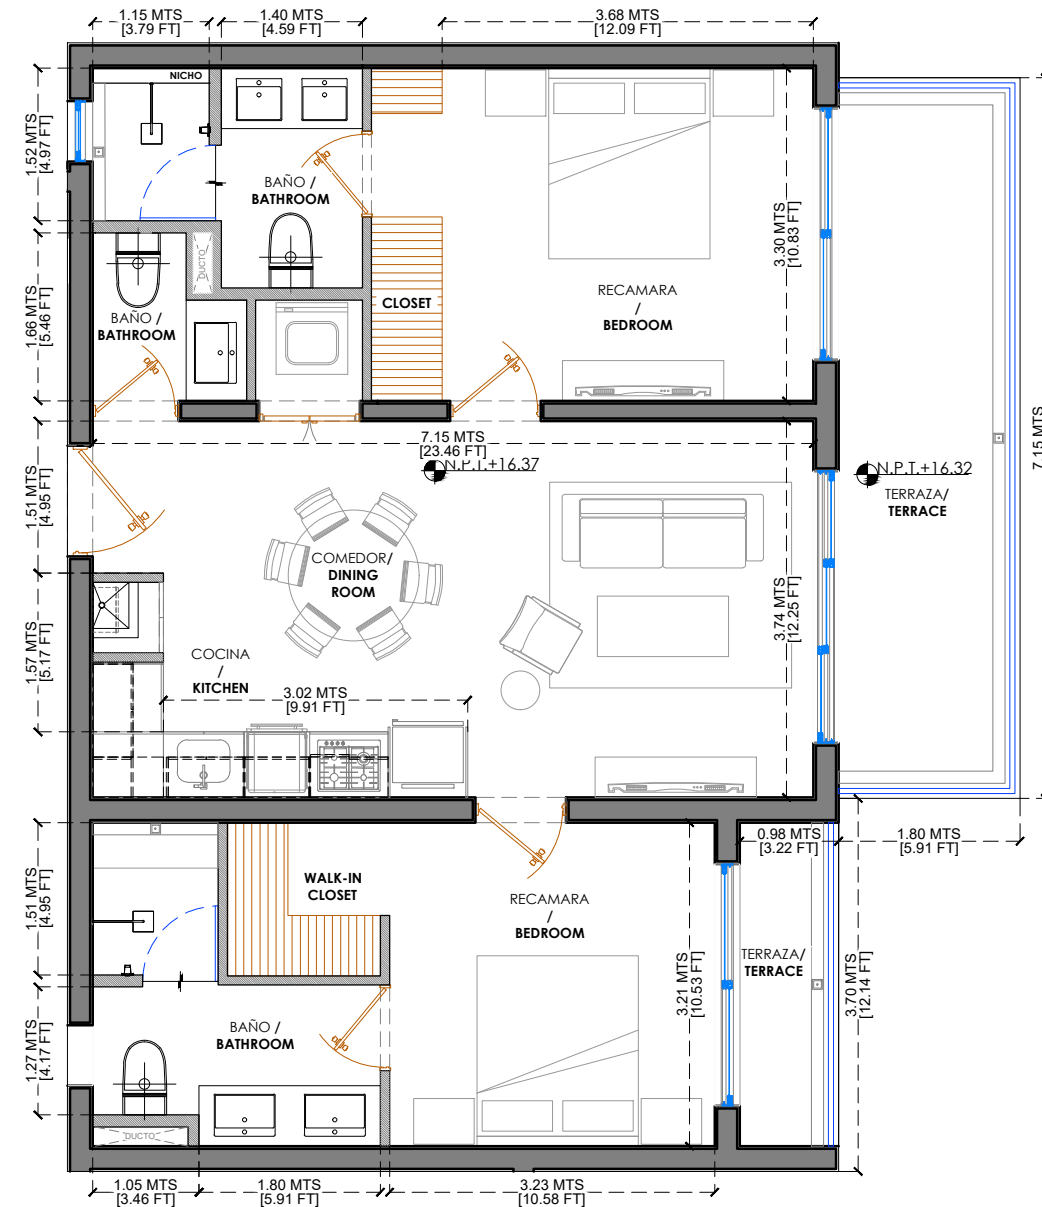 1.15 MTS
[3.79 FT]
1.40 MTS
[4.59 FT]
3.68 MTS
[12.09 FT]
NICHO
1.52 MTS
[4.97 FT]
BAÑO /
BATHROOM
DUCTO
3.30 MTS
[10.83 FT]
RECAMARA
/
BEDROOM
CLOSET
1.66 MTS
[5.46 FT]
BAÑO /
BATHROOM
7.15 MTS
[23.46 FT]
N.P.T.+16.37
7.15 MTS
N.P.T.+16.32
TERRAZA/
TERRACE
1.51 MTS
[4.95 FT]
COMEDOR/
DINING
ROOM
3.74 MTS
[12.25 FT]
1.57 MTS
[5.17 FT]
COCINA
/
KITCHEN
3.02 MTS
[9.91 FT]
0.98 MTS
[3.22 FT]
1.80 MTS
[5.91 FT]
1.51 MTS
[4.95 FT]
WALK-IN
CLOSET
RECAMARA
/
BEDROOM
TERRAZA/
TERRACE
3.21 MTS
[10.53 FT]
3.70 MTS
[12.14 FT]
1.27 MTS
[4.17 FT]
BAÑO /
BATHROOM
DUCTO
1.05 MTS
[3.46 FT]
1.80 MTS
[5.91 FT]
3.23 MTS
[10.58 FT]